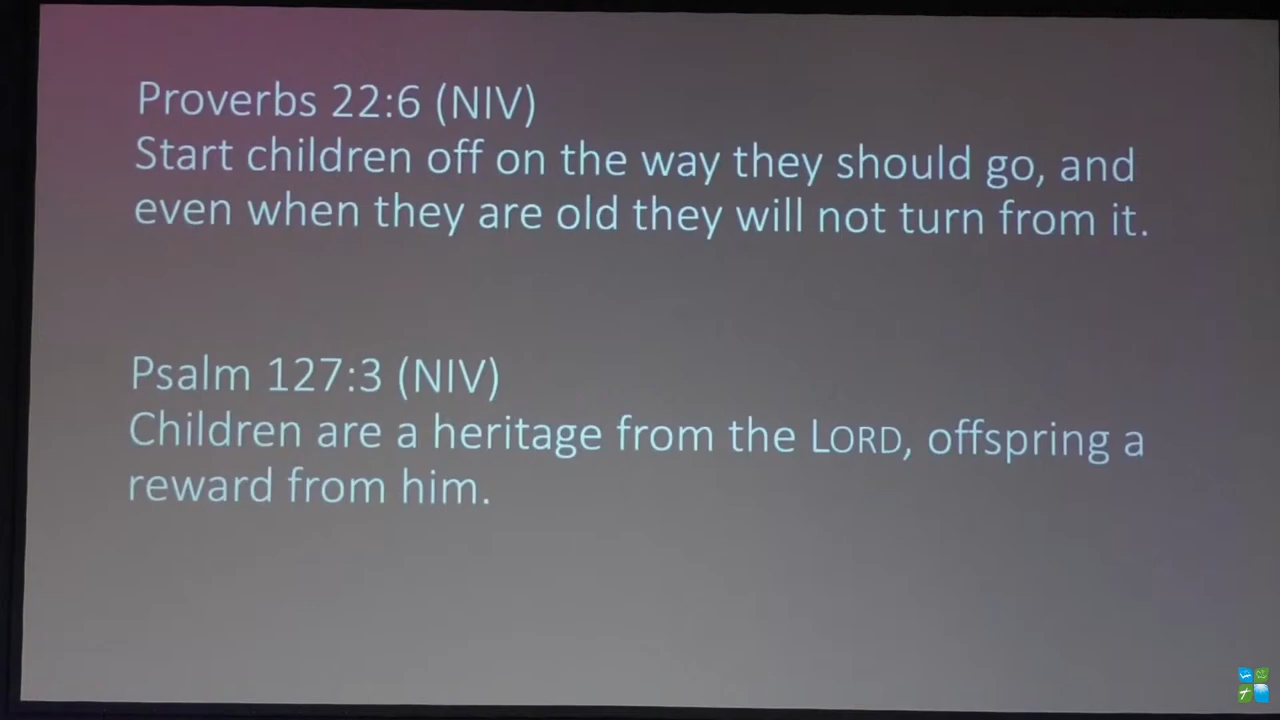 Proverbs 22:6 (NIV)
Start children off on the way they should go, and
even when they are old they will not turn from it.
Psalm 127:3 (NIV)
Children are a heritage from the LORD, offspring a
reward from him.